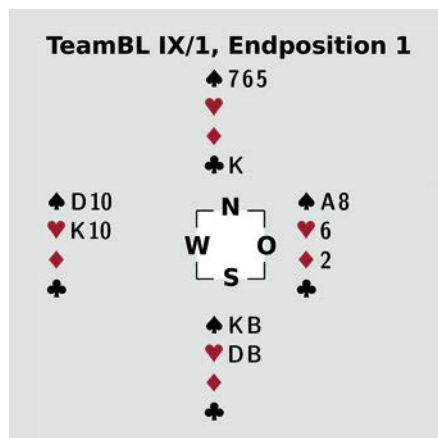 TeamBL IX/1, Endposition 1
♠ 765
♥
♦
♣ K
♠ D10
♥ K10
♦
♣
N
W O
S
♠ A8
♥ 6
♦ 2
♣
♠ KB
♥ DB
♦
♣